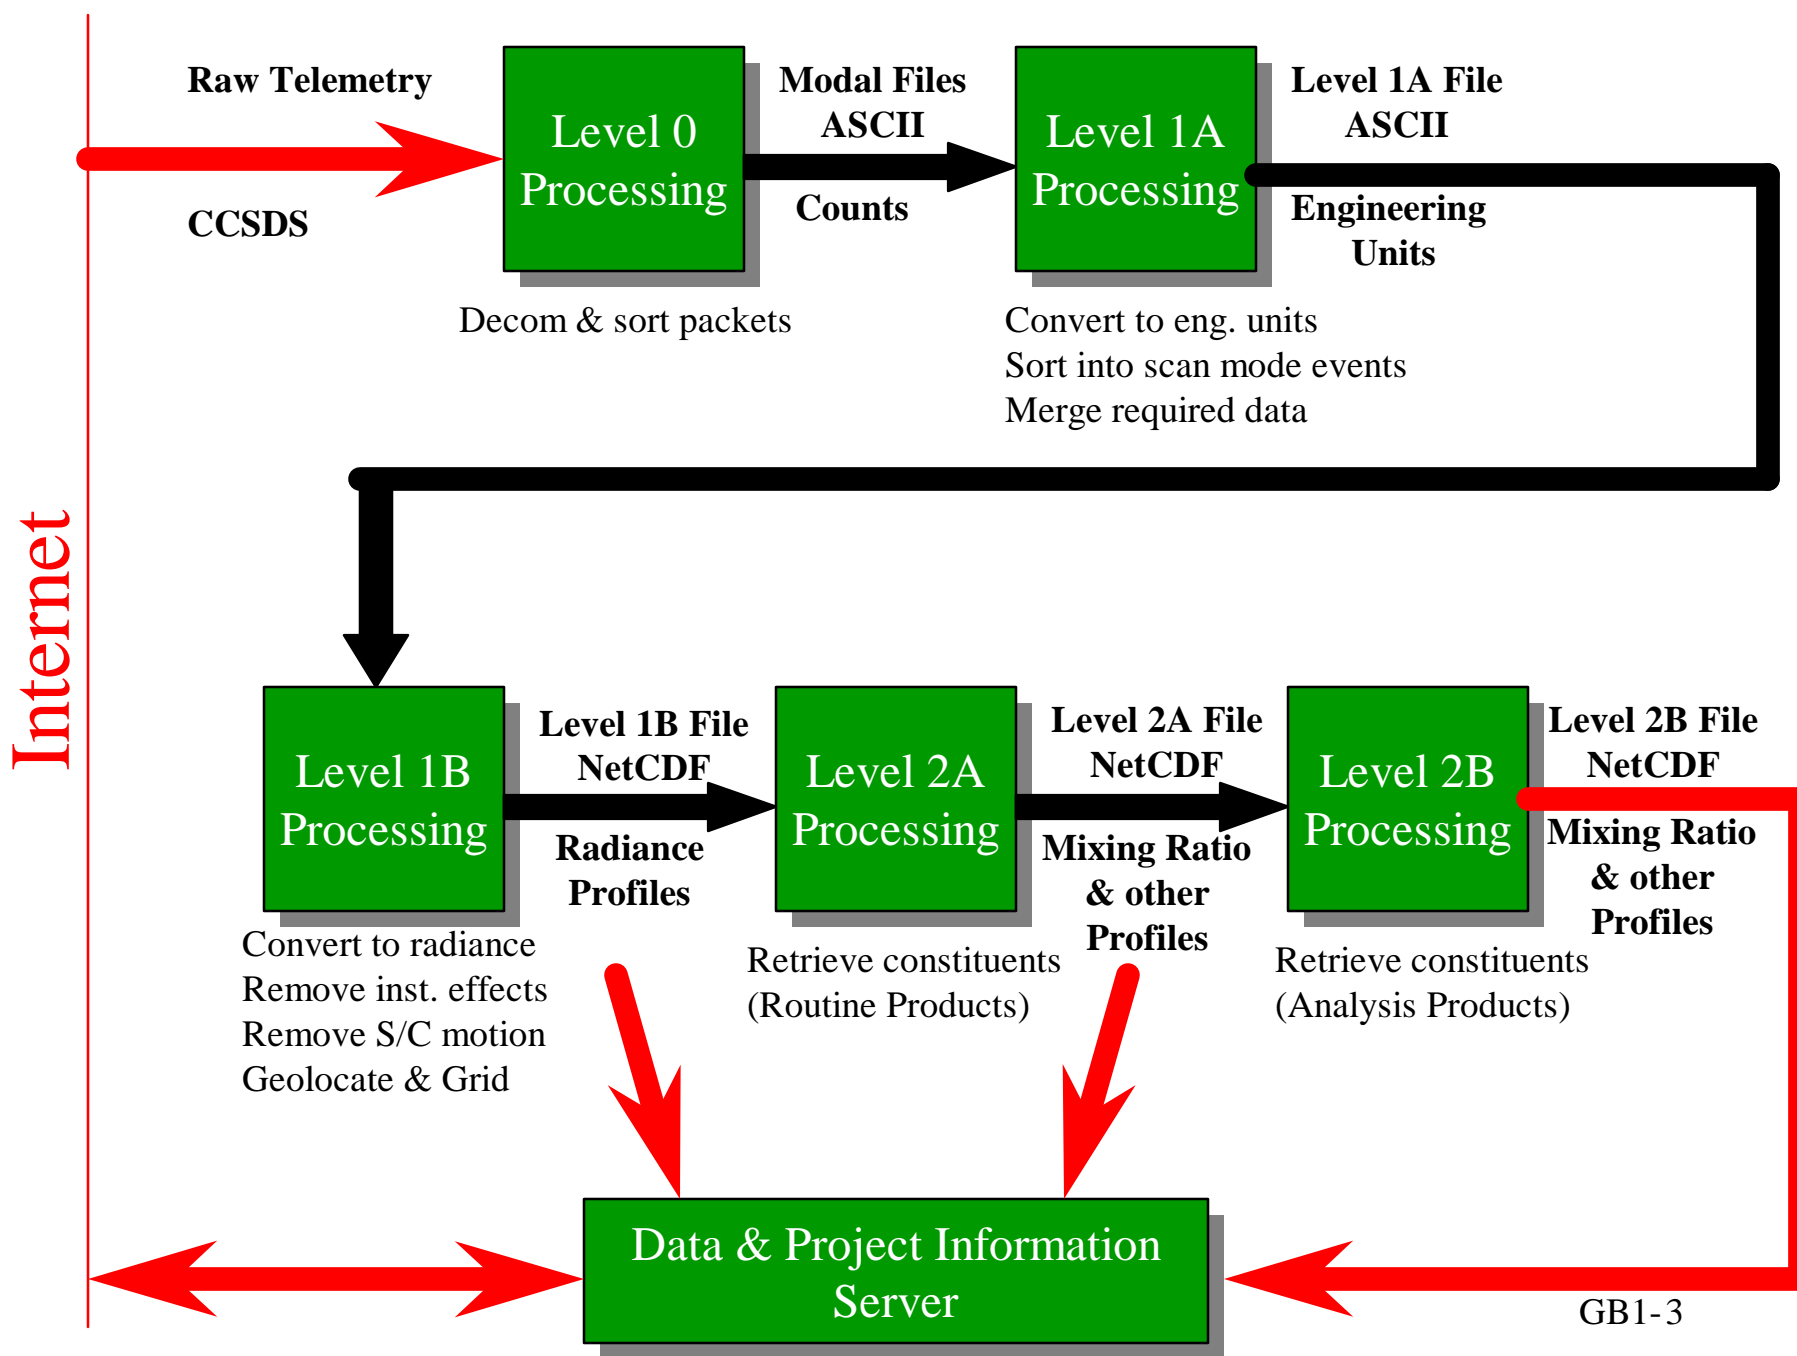 Internet
Raw Telemetry
CCSDS
Level 0
Processing
Decom & sort packets
Modal Files
ASCII
Counts
Level 1A
Processing
Convert to eng. units
Sort into scan mode events
Merge required data
Level 1A File
ASCII
Engineering
Units
Level 1B
Processing
Convert to radiance
Remove inst. effects
Remove S/C motion
Geolocate & Grid
Level 1B File
NetCDF
Radiance
Profiles
Level 2A
Processing
Retrieve constituents
(Routine Products)
Level 2A File
NetCDF
Mixing Ratio
& other
Profiles
Level 2B
Processing
Retrieve constituents
(Analysis Products)
Level 2B File
NetCDF
Mixing Ratio
& other
Profiles
Data & Project Information
Server
GB1-3